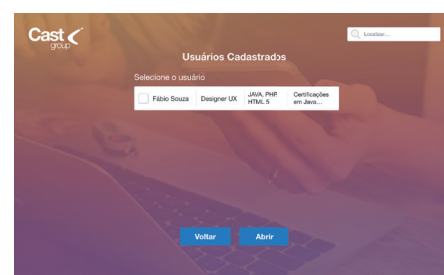 Cast
group
Localizar...
Usuários Cadastrados
Selecione o usuário
Fábio Souza
Designer UX
JAVA, PHP,
HTML 5
Certificações
em Java...
Voltar
Abrir